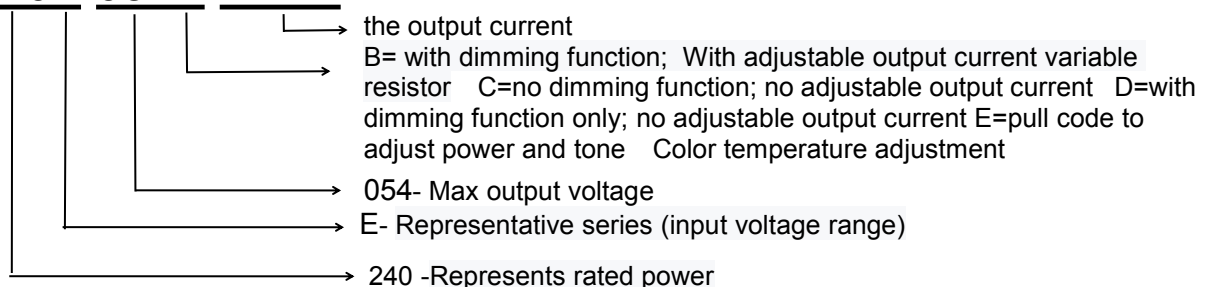 the output current
B= with dimming function; With adjustable output current variable
resistor C=no dimming function; no adjustable output current D=with
dimming function only; no adjustable output current E=pull code to
adjust power and tone Color temperature adjustment
054- Max output voltage
E- Representative series (input voltage range)
240 -Represents rated power